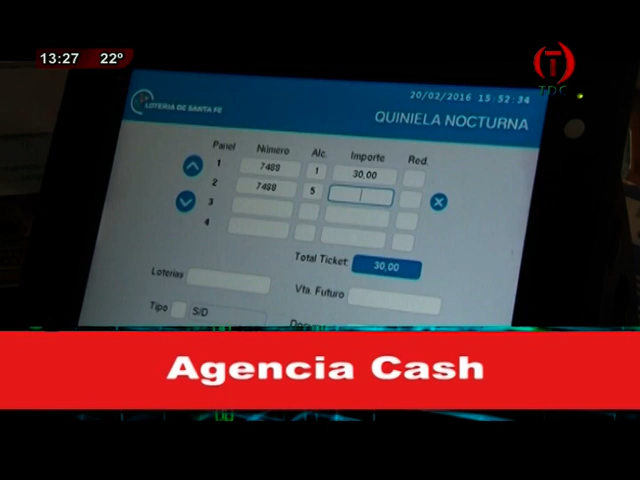 13:27 22º
TDC
20/02/2016 15:52:34
LOTERIA DE SANTA FE
QUINIELA NOCTURNA
Panel Número Alc. Importe Red.
1 7488 1 30,00
2 7488 5
3
4
Total Ticket: 30,00
Loterías
Vta. Futuro
Tipo S/D
Agencia Cash